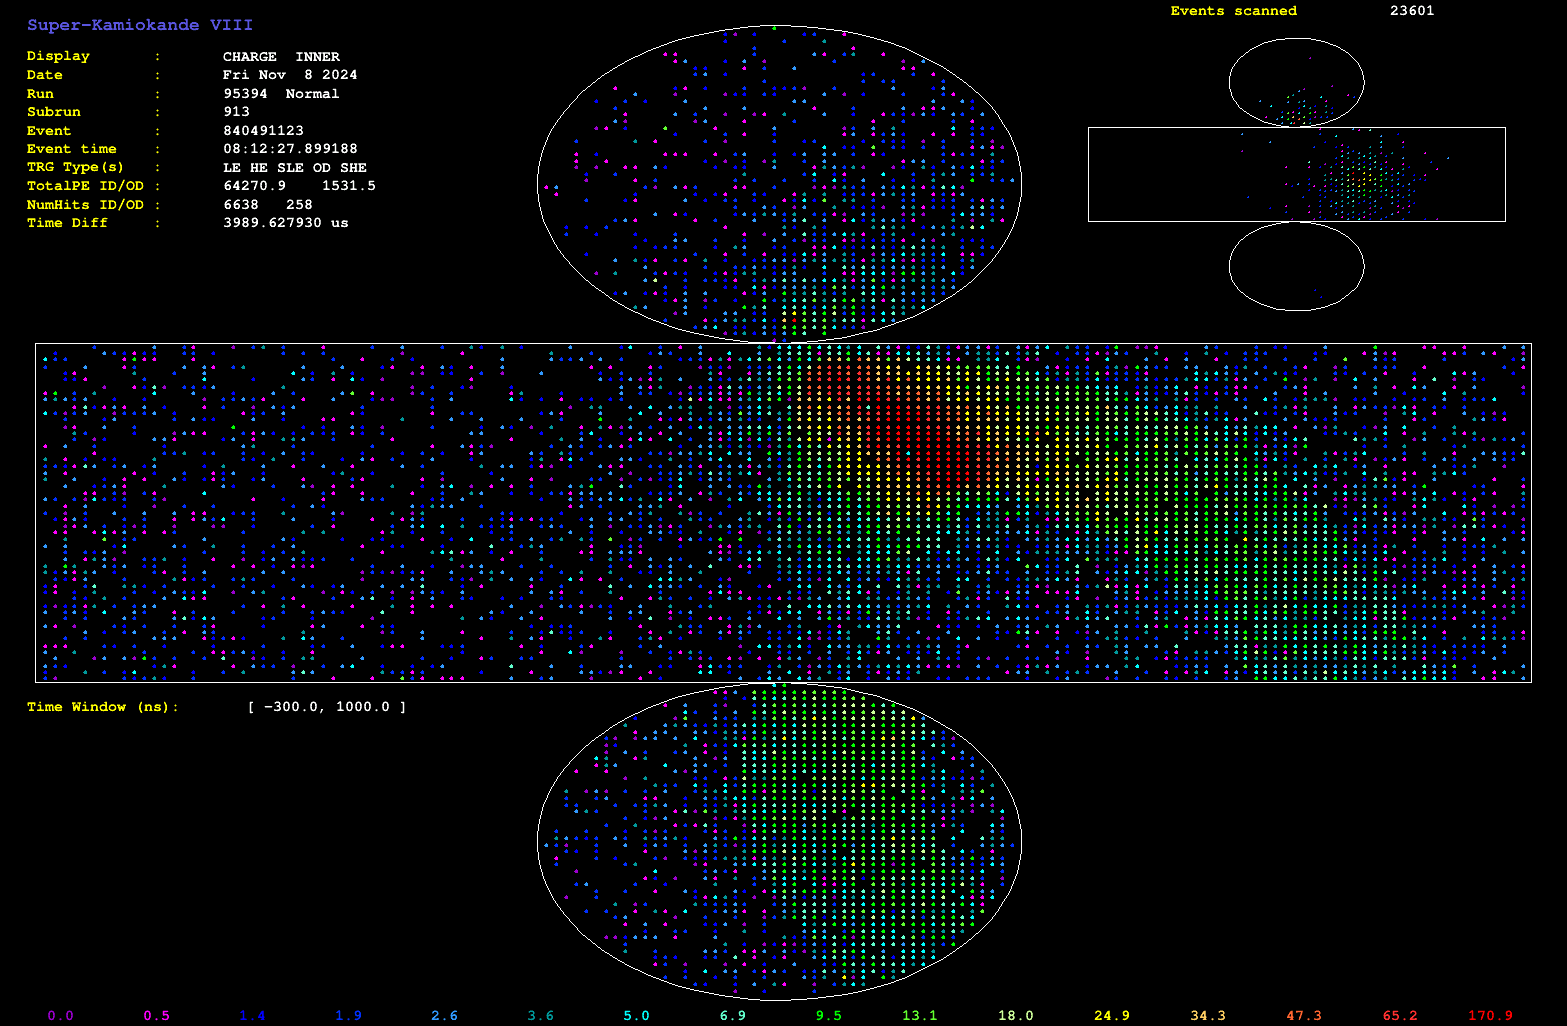 Super-Kamiokande VIII
Events scanned 23601
Display : CHARGE INNER
Date : Fri Nov 8 2024
Run : 95394 Normal
Subrun : 913
Event : 840491123
Event time : 08:12:27.899188
TRG Type(s) : LE HE SLE OD SHE
TotalPE ID/OD : 64270.9 1531.5
NumHits ID/OD : 6638 258
Time Diff : 3989.627930 us
Time Window (ns): [ -300.0, 1000.0 ]
0.0 0.5 1.4 1.9 2.6 3.6 5.0 6.9 9.5 13.1 18.0 24.9 34.3 47.3 65.2 170.9